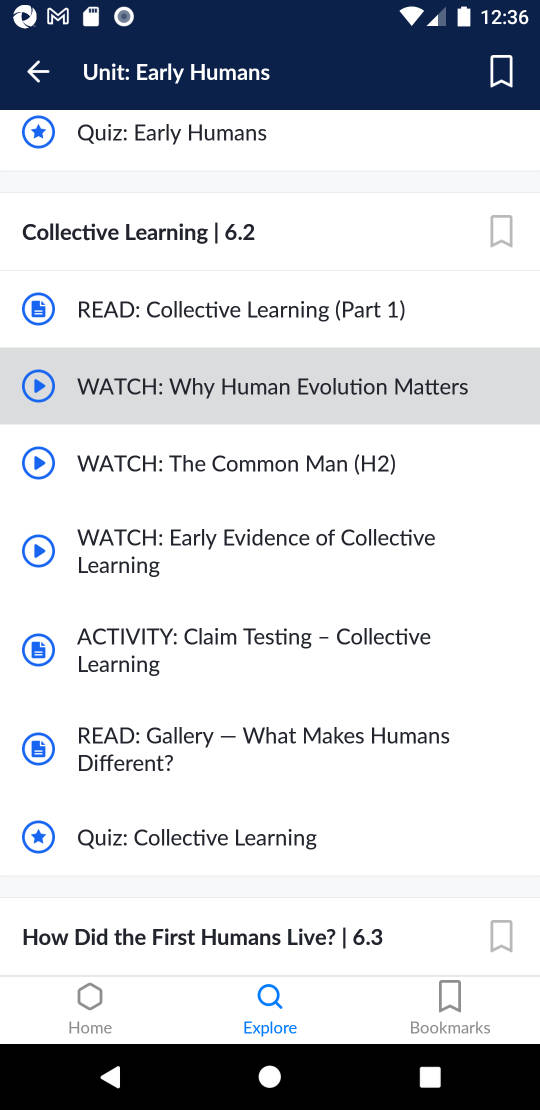 12:36
Unit: Early Humans
Quiz: Early Humans
Collective Learning | 6.2
READ: Collective Learning (Part 1)
WATCH: Why Human Evolution Matters
WATCH: The Common Man (H2)
WATCH: Early Evidence of Collective
Learning
ACTIVITY: Claim Testing – Collective
Learning
READ: Gallery — What Makes Humans
Different?
Quiz: Collective Learning
How Did the First Humans Live? | 6.3
Home
Explore
Bookmarks